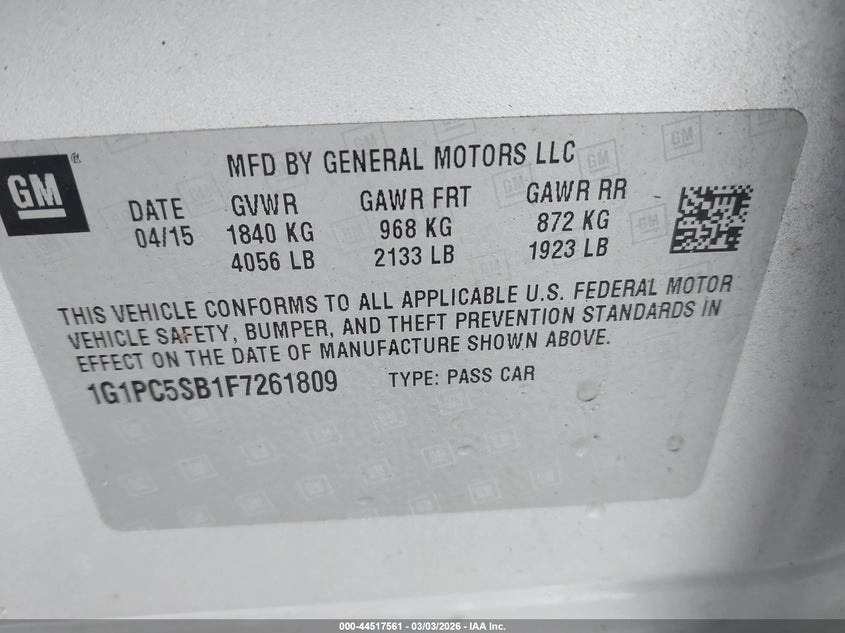 GM
MFD BY GENERAL MOTORS LLC
DATE GVWR GAWR FRT GAWR RR
04/15 1840 KG 968 KG 872 KG
4056 LB 2133 LB 1923 LB
THIS VEHICLE CONFORMS TO ALL APPLICABLE U.S. FEDERAL MOTOR
VEHICLE SAFETY, BUMPER, AND THEFT PREVENTION STANDARDS IN
EFFECT ON THE DATE OF MANUFACTURE SHOWN ABOVE.
1G1PC5SB1F7261809 TYPE: PASS CAR
000-44517561 - 03/03/2026 - IAA Inc.